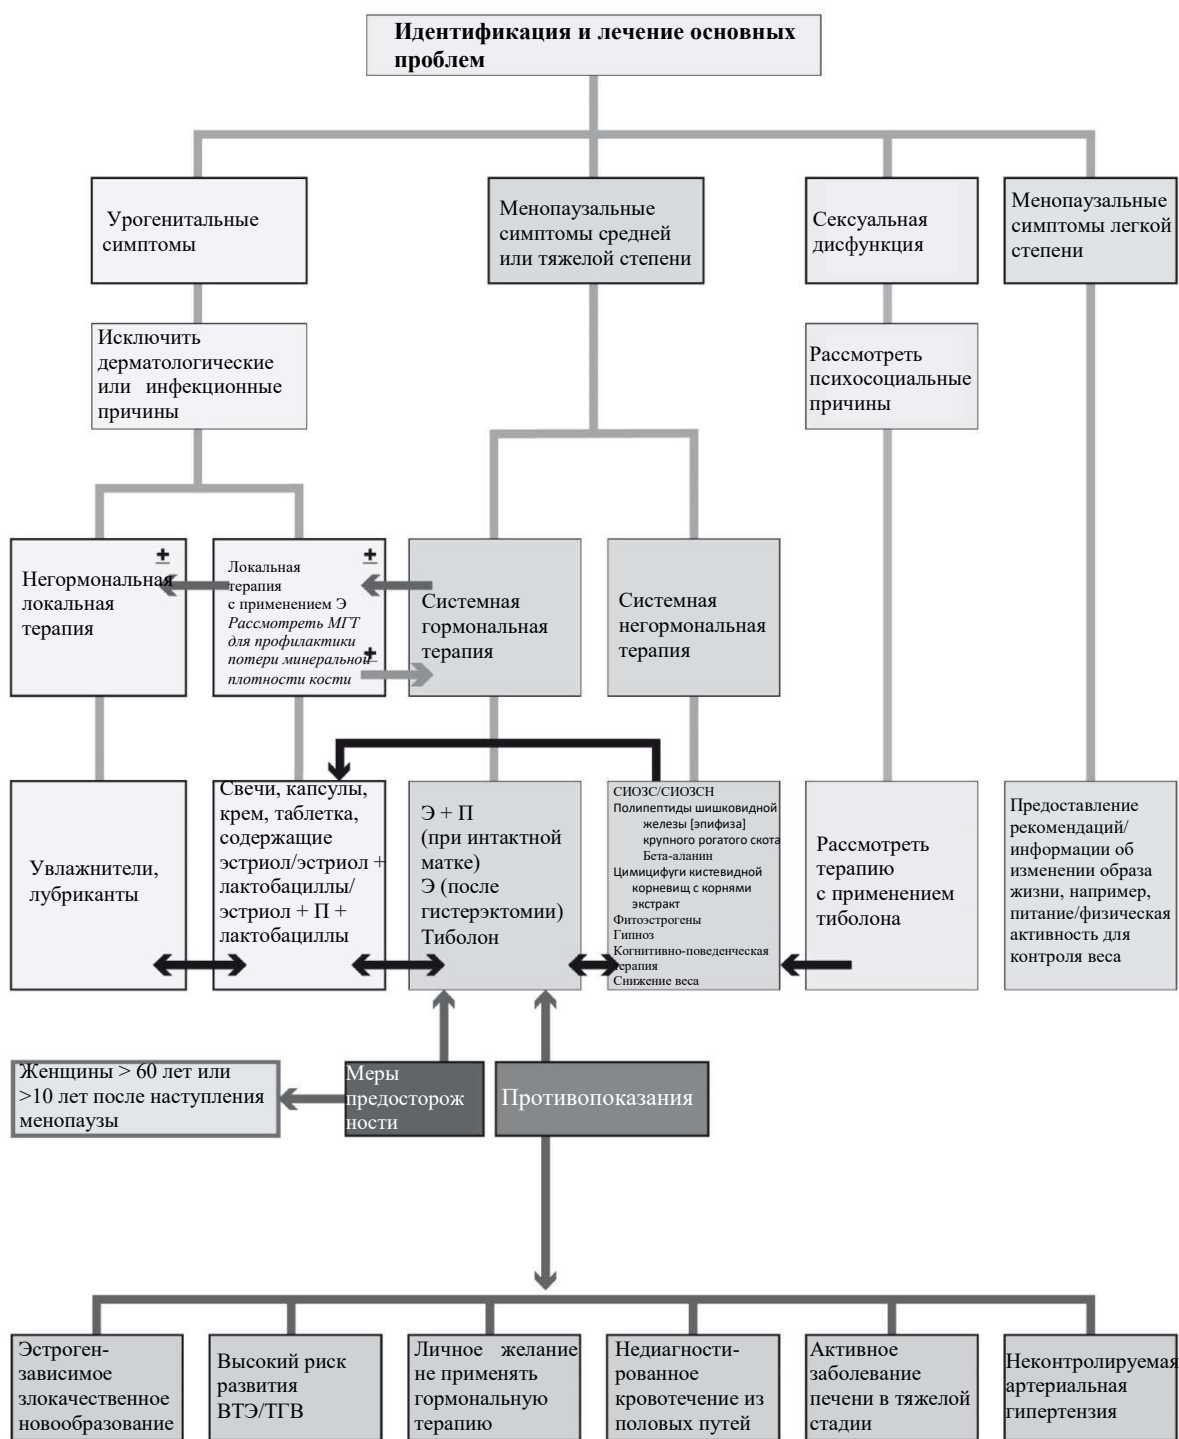 Идентификация и лечение основных
проблем
Урогенитальные
симптомы
Менопаузальные
симптомы средней
или тяжелой степени
Сексуальная
дисфункция
Менопаузальные
симптомы легкой
степени
Исключить
дерматологические
или инфекционные
причины
Рассмотреть
психосоциальные
причины
±
Негормональная
локальная
терапия
±
Локальная
терапия
с применением Э
Рассмотреть МГТ
для профилактики
потери минеральной
плотности кости
±
Системная
гормональная
терапия
Системная
негормональная
терапия
Увлажнители,
лубриканты
Свечи, капсулы,
крем, таблетка,
содержащие
эстриол/эстриол +
лактобациллы/
эстриол + П +
лактобациллы
Э + П
(при интактной
матке)
Э (после
гистерэктомии)
Тиболон
СИОЗС/СИОЗСН
Полипептиды шишковидной
железы [эпифиза]
крупного рогатого скота
Бета-аланин
Цимицифуги кистевидной
корневищ с корнями
экстракт
Фитоэстрогены
Гипноз
Когнитивно-поведенческая
терапия
Снижение веса
Рассмотреть
терапию
с применением
тиболона
Предоставление
рекомендаций/
информации об
изменении образа
жизни, например,
питание/физическая
активность для
контроля веса
Женщины > 60 лет или
>10 лет после наступления
менопаузы
Меры
предосторож
ности
Противопоказания
Эстроген-
зависимое
злокачественное
новообразование
Высокий риск
развития
ВТЭ/ТГВ
Личное желание
не применять
гормональную
терапию
Недиагности-
рованное
кровотечение из
половых путей
Активное
заболевание
печени в тяжелой
стадии
Неконтролируемая
артериальная
гипертензия